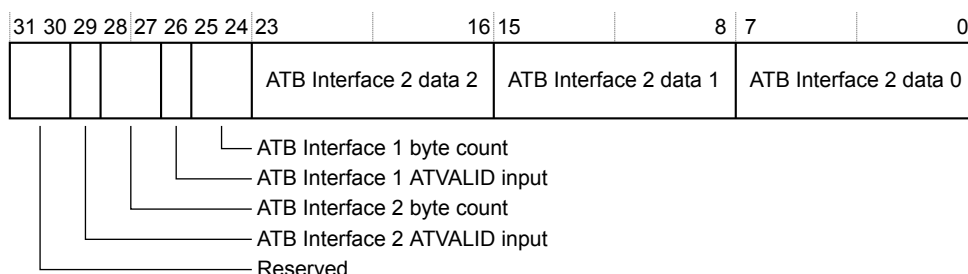 31 30 29 28 27 26 25 24 23 16 15 8 7 0
ATB Interface 2 data 2 ATB Interface 2 data 1 ATB Interface 2 data 0
ATB Interface 1 byte count
ATB Interface 1 ATVALID input
ATB Interface 2 byte count
ATB Interface 2 ATVALID input
Reserved